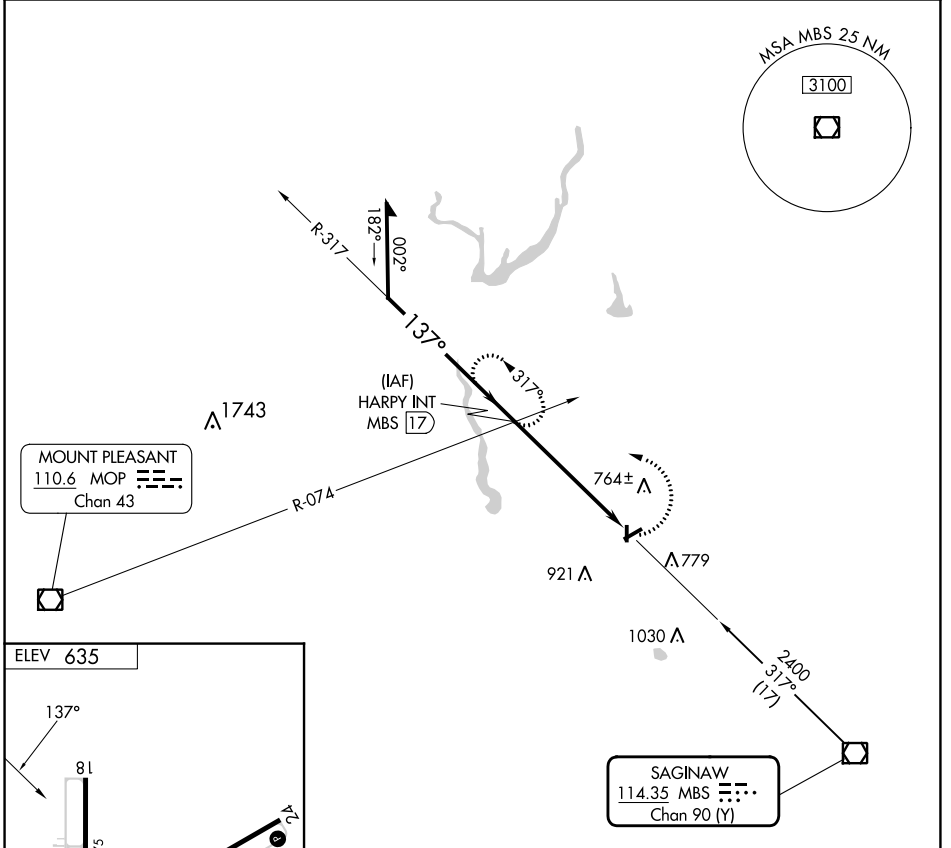 MSA MBS 25 NM
3100
R-317
182°
002°
137°
(IAF)
HARPY INT
MBS 17
317°
1743
MOUNT PLEASANT
110.6 MOP
Chan 43
R-074
764±
921
779
1030
2400
317°
(17)
SAGINAW
114.35 MBS
Chan 90 (Y)
ELEV 635
137°
18
24
P